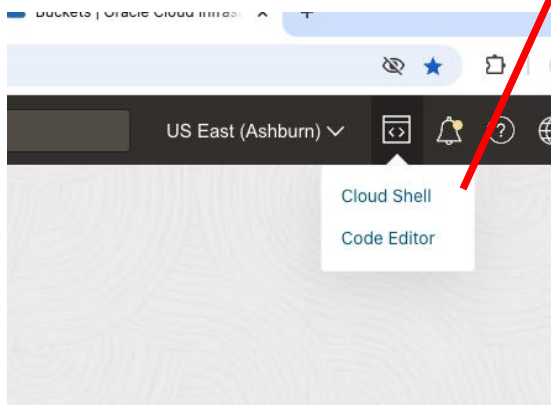 Buckets | Oracle Cloud Infras
US East (Ashburn)
Cloud Shell
Code Editor